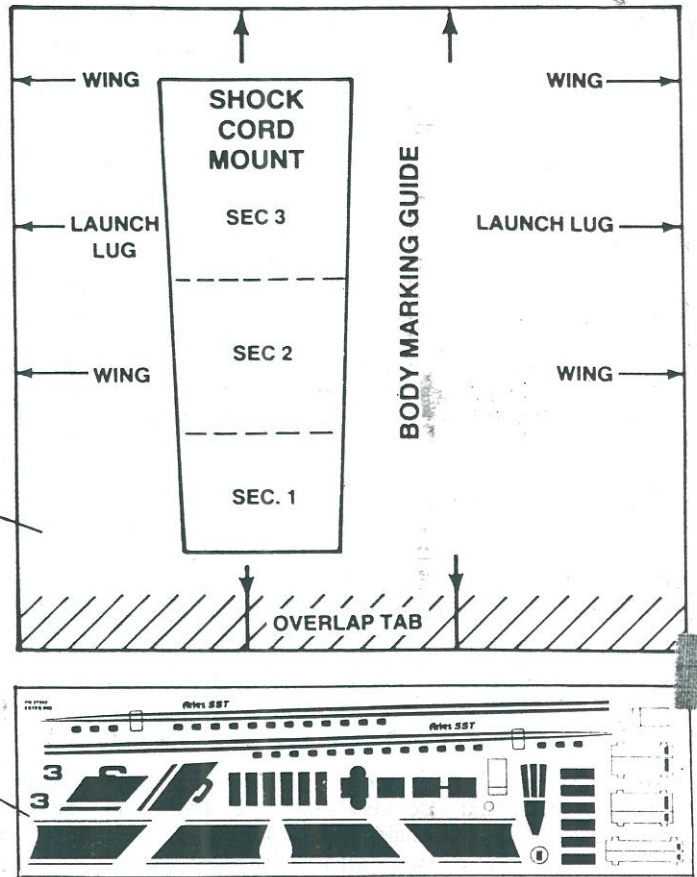 WING
WING
SHOCK
CORD
MOUNT
SEC 3
LAUNCH
LUG
LAUNCH LUG
BODY MARKING GUIDE
SEC 2
WING
WING
SEC. 1
OVERLAP TAB
Aries SST
Aries SST
3
3